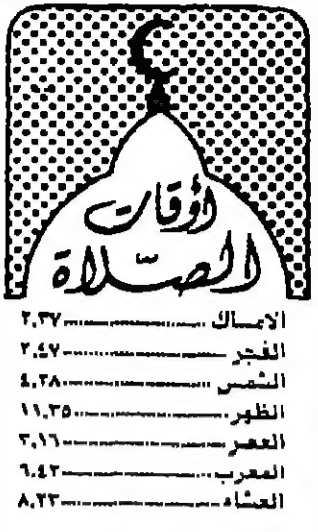 أوقات
الصلاة
الامساك ٢,٣٧
الفجر ٢,٤٧
الشمس ٤,٢٨
الظهر ١١,٣٥
العصر ٣,١٦
المغرب ٦,٤٢
العشاء ٨,٢٣